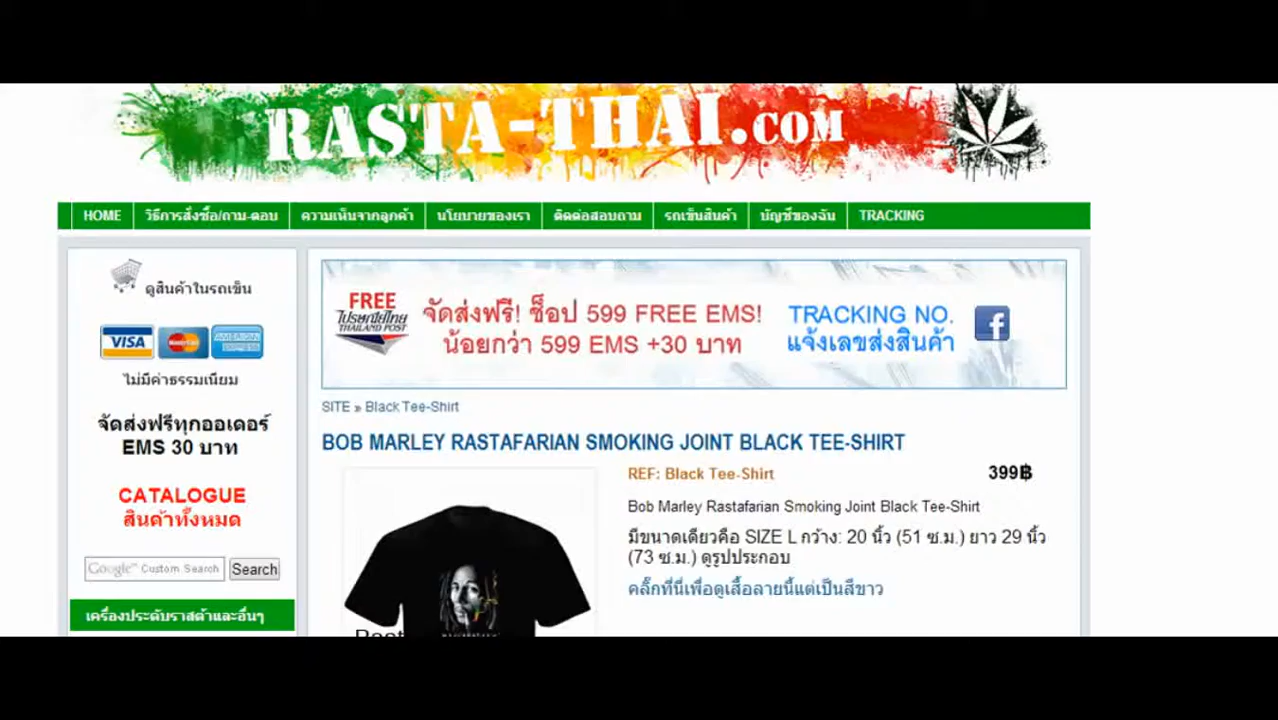 RASTA-THAI.COM
HOME วิธีการสั่งซื้อ/ถาม-ตอบ ความเห็นจากลูกค้า นโยบายของเรา ติดต่อสอบถาม รถเข็นสินค้า บัญชีของฉัน TRACKING
ดูสินค้าในรถเข็น
VISA MasterCard AMERICAN EXPRESS
ไม่มีค่าธรรมเนียม
จัดส่งฟรีทุกออเดอร์
EMS 30 บาท
CATALOGUE
สินค้าทั้งหมด
Google™ Custom Search Search
เครื่องประดับราสต้าและอื่นๆ
FREE
ไปรษณีย์ไทย
THAILAND POST
จัดส่งฟรี! ช็อป 599 FREE EMS!
น้อยกว่า 599 EMS +30 บาท
TRACKING NO.
แจ้งเลขส่งสินค้า
f
SITE » Black Tee-Shirt
BOB MARLEY RASTAFARIAN SMOKING JOINT BLACK TEE-SHIRT
REF: Black Tee-Shirt 399฿
Bob Marley Rastafarian Smoking Joint Black Tee-Shirt
มีขนาดเดียวคือ SIZE L กว้าง: 20 นิ้ว (51 ซ.ม.) ยาว 29 นิ้ว
(73 ซ.ม.) ดูรูปประกอบ
คลิ๊กที่นี่เพื่อดูเสื้อลายนี้แต่เป็นสีขาว